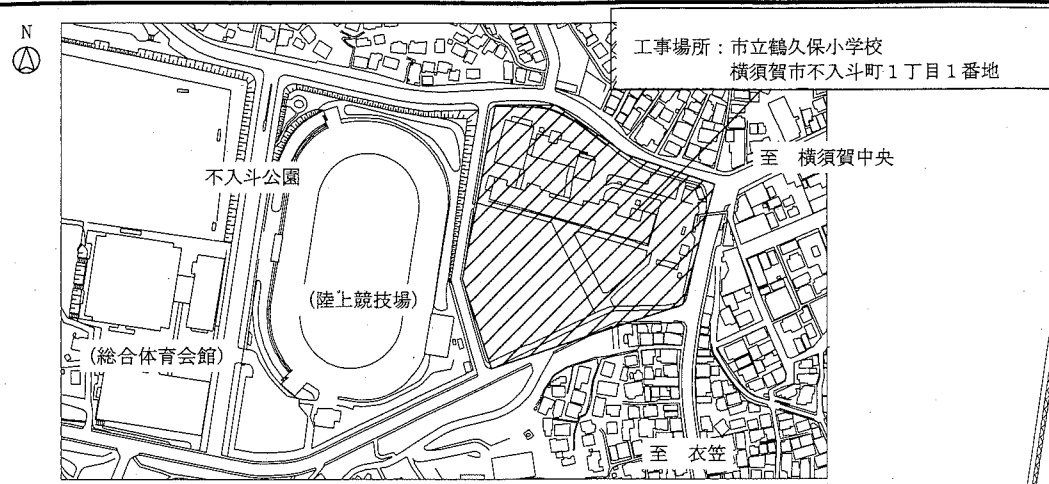 N
工事場所：市立鶴久保小学校
横須賀市不入斗町１丁目１番地
至　横須賀中央
不入斗公園
(陸上競技場)
(総合体育会館)
至　衣笠